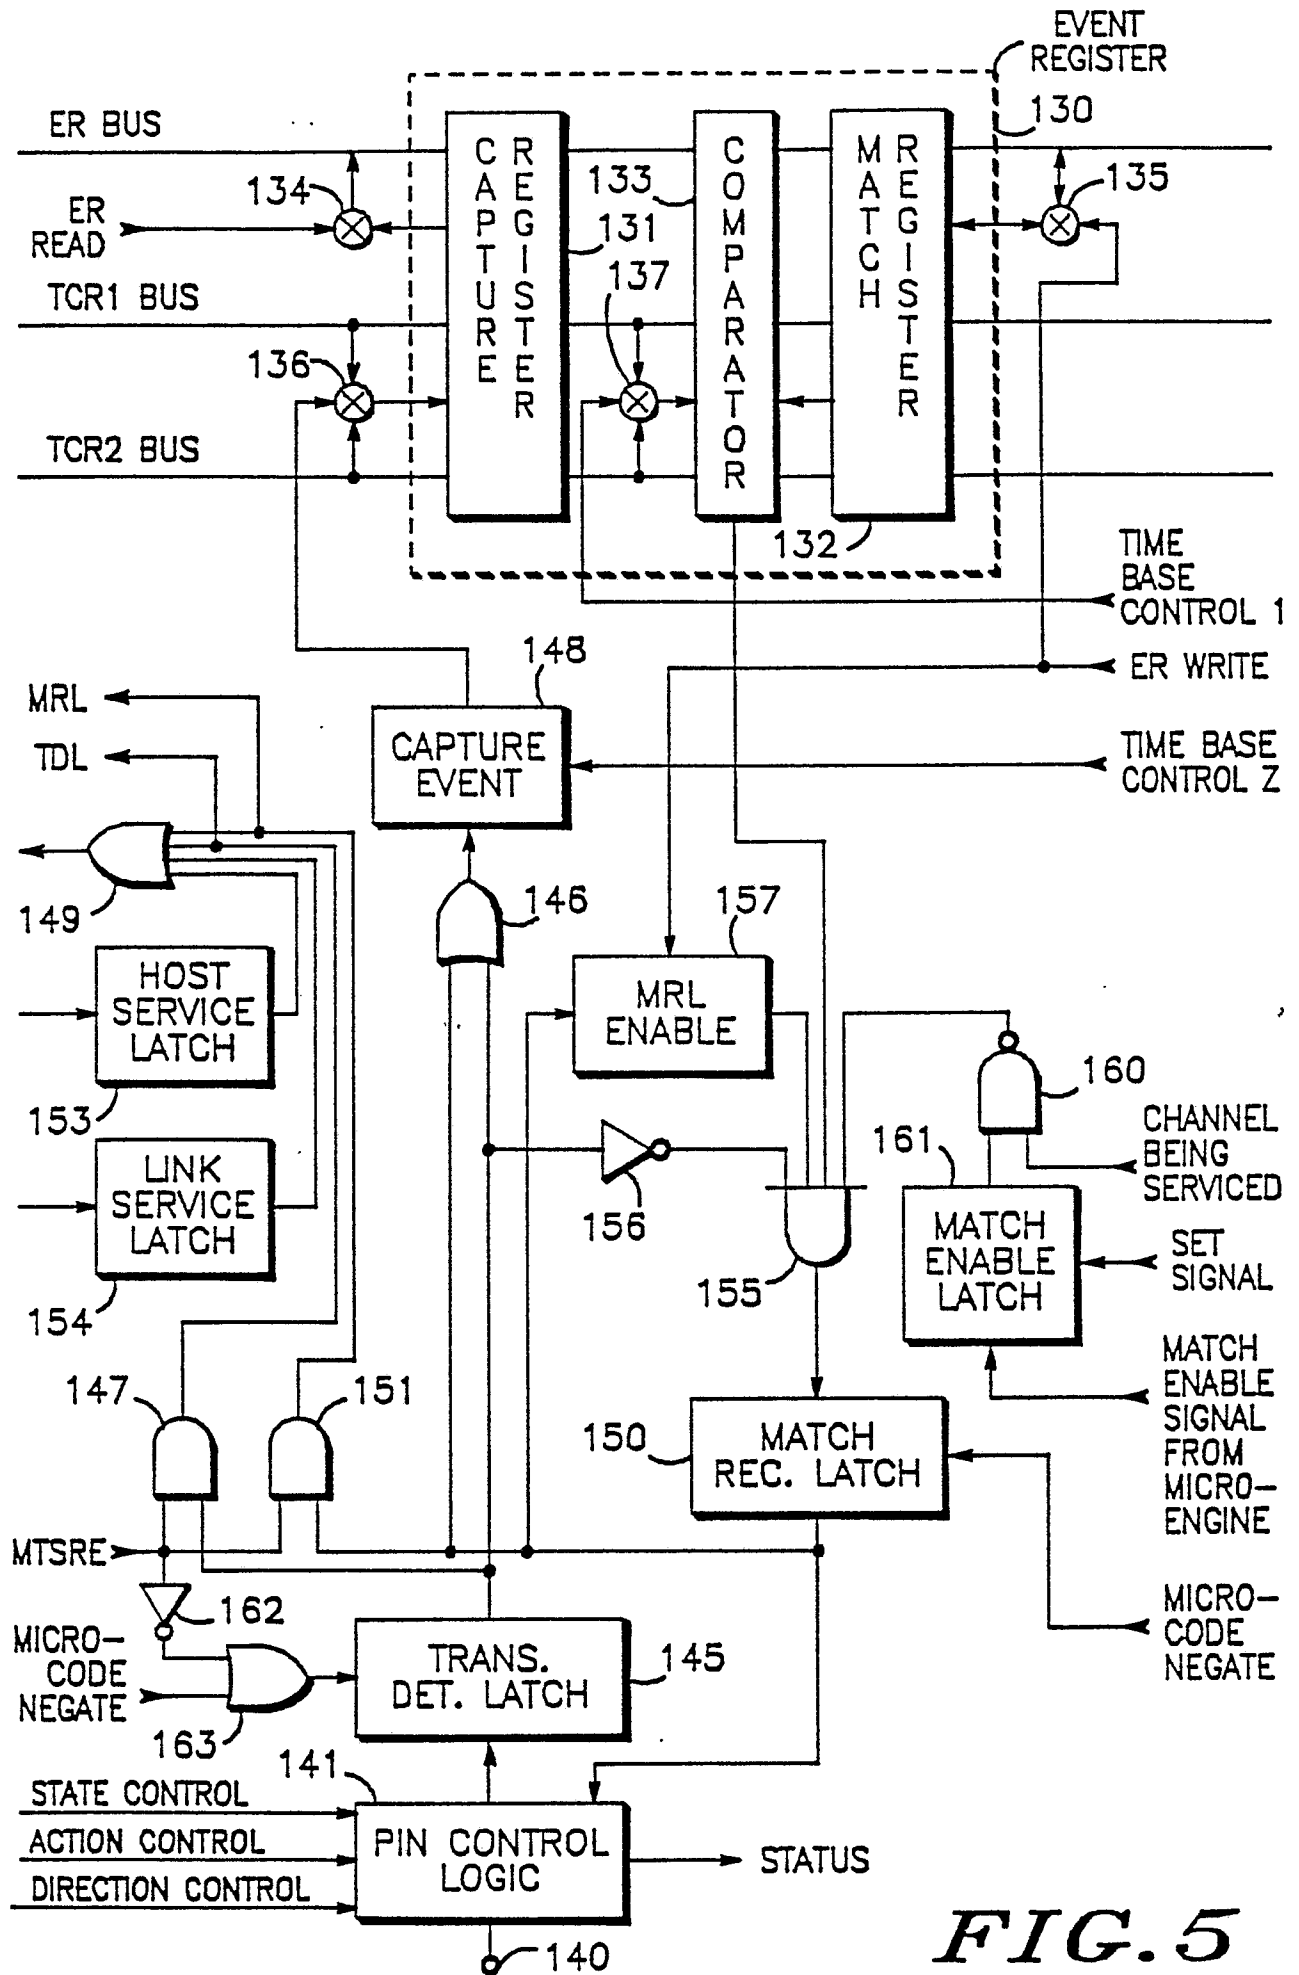 EVENT
REGISTER
130
ER BUS
134
ER
READ
CAPTURE
REGISTER
131
133
COMPARATOR
MATCH
REGISTER
135
TCR1 BUS
137
136
TCR2 BUS
132
TIME
BASE
CONTROL 1
148
ER WRITE
MRL
TDL
CAPTURE
EVENT
TIME BASE
CONTROL Z
149
146
157
HOST
SERVICE
LATCH
153
MRL
ENABLE
160
CHANNEL
BEING
SERVICED
161
LINK
SERVICE
LATCH
154
156
155
MATCH
ENABLE
LATCH
SET
SIGNAL
147
151
MATCH
ENABLE
SIGNAL
FROM
MICRO-
ENGINE
150
MATCH
REC. LATCH
MTSRE
162
MICRO-
CODE
NEGATE
163
TRANS.
DET. LATCH
145
MICRO-
CODE
NEGATE
141
STATE CONTROL
ACTION CONTROL
DIRECTION CONTROL
PIN CONTROL
LOGIC
STATUS
140
FIG. 5